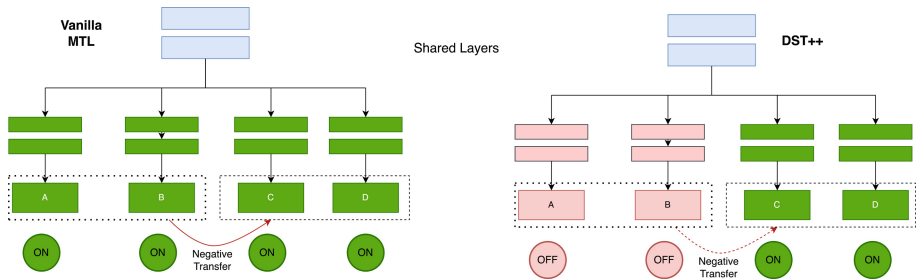 Vanilla
MTL
Shared Layers
DST++
A
B
C
D
A
B
C
D
ON
ON
Negative
Transfer
ON
ON
OFF
OFF
Negative
Transfer
ON
ON